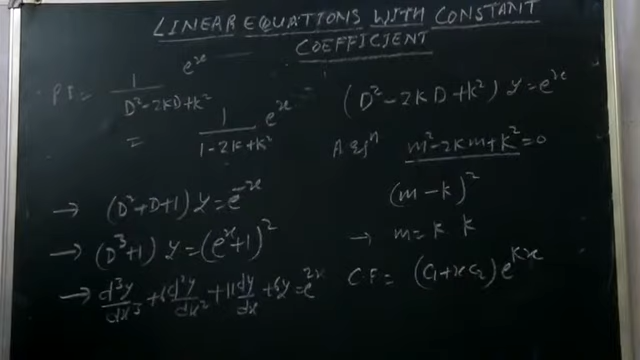 LINEAR EQUATIONS WITH CONSTANT
COEFFICIENT
PI = 1/(D²-2KD+K²) e^x
= 1/(1-2K+K²) e^x
→ (D²+D+1) y = e^-x
→ (D³+1) y = (e^x+1)²
→ d³y/dx³ + 6 d²y/dx² + 11 dy/dx + 6y = e^2x
(D²-2KD+K²) y = e^x
A Eqⁿ m²-2Km+K² = 0
(m-K)²
→ m = K K
C.F = (C₁+xC₂) e^Kx